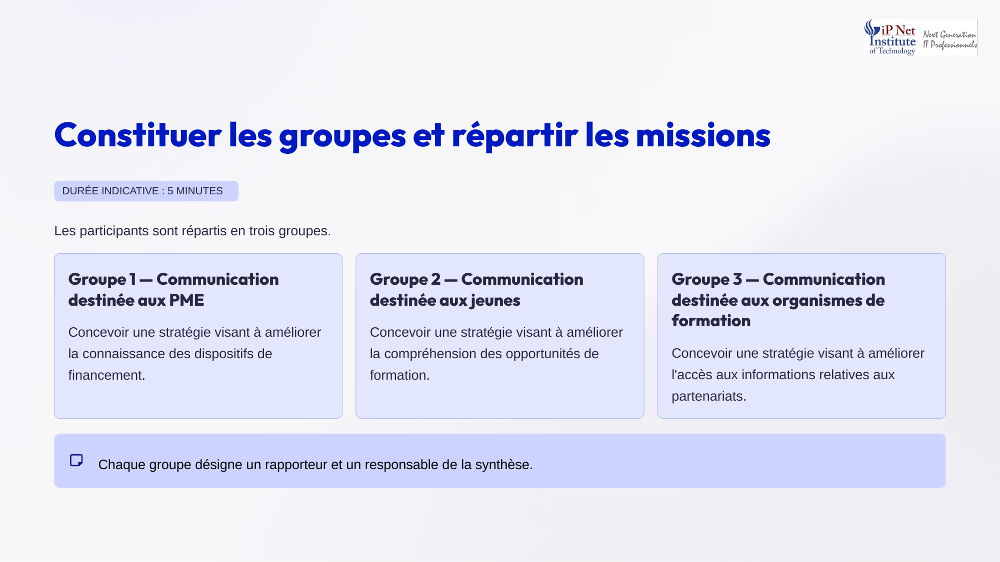 iP Net
Institute
of Technology
Next Generation
IT Professionnels
Constituer les groupes et répartir les missions
DURÉE INDICATIVE : 5 MINUTES
Les participants sont répartis en trois groupes.
Groupe 1 — Communication
destinée aux PME
Concevoir une stratégie visant à améliorer
la connaissance des dispositifs de
financement.
Groupe 2 — Communication
destinée aux jeunes
Concevoir une stratégie visant à améliorer
la compréhension des opportunités de
formation.
Groupe 3 — Communication
destinée aux organismes de
formation
Concevoir une stratégie visant à améliorer
l'accès aux informations relatives aux
partenariats.
Chaque groupe désigne un rapporteur et un responsable de la synthèse.